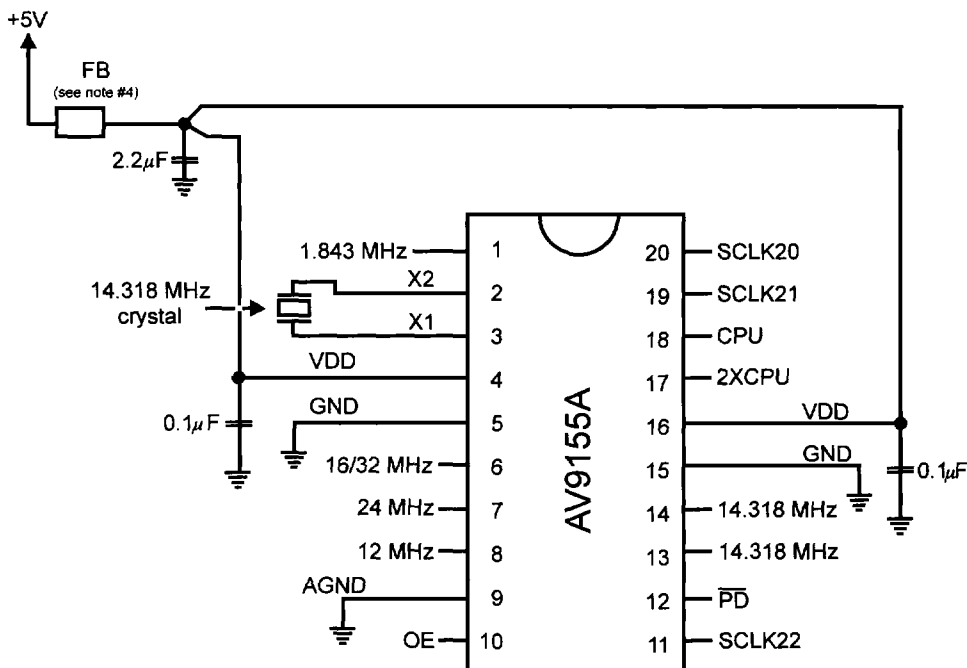 +5V
FB
(see note #4)
2.2µF
14.318 MHz
crystal
0.1µF
1.843 MHz
X2
X1
VDD
GND
16/32 MHz
24 MHz
12 MHz
AGND
OE
1
2
3
4
5
6
7
8
9
10
AV9155A
20
19
18
17
16
15
14
13
12
11
SCLK20
SCLK21
CPU
2XCPU
VDD
GND
14.318 MHz
14.318 MHz
P̅D̅
SCLK22
0.1µF